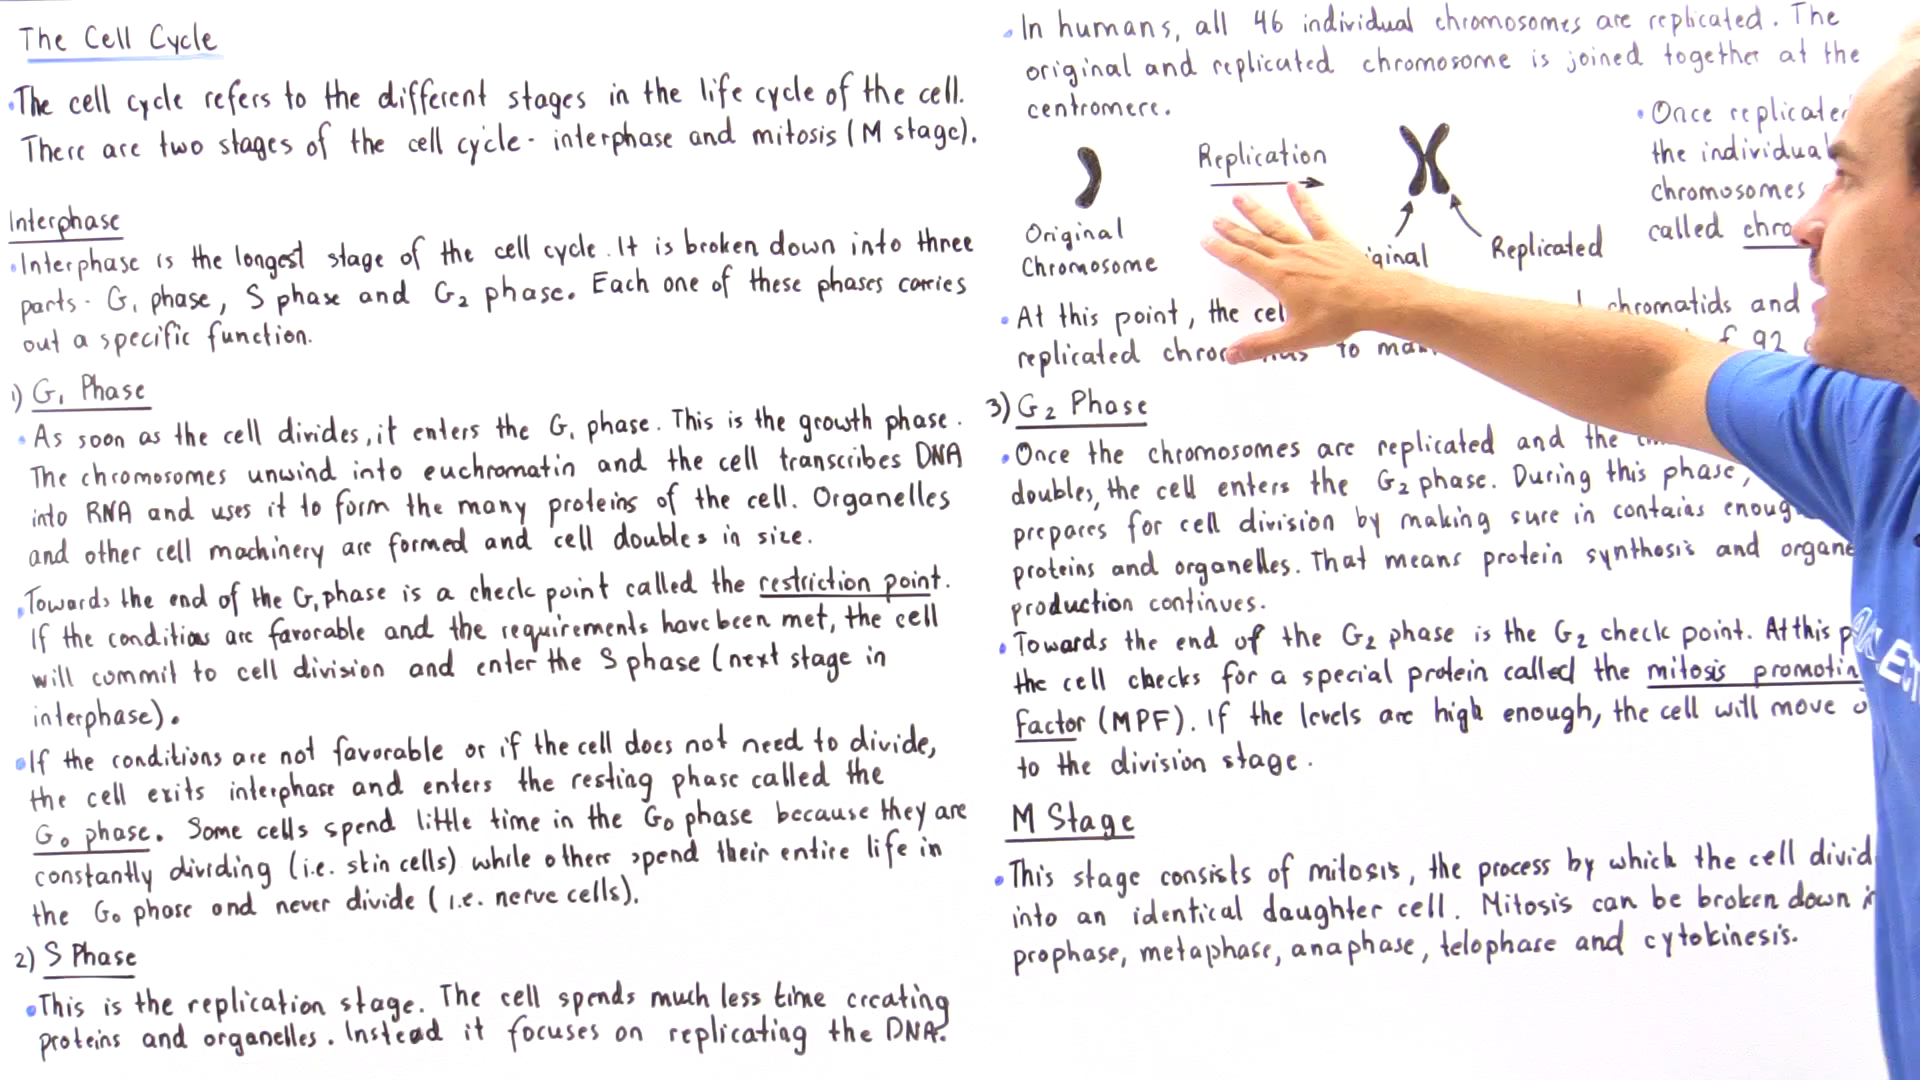 The Cell Cycle
•The cell cycle refers to the different stages in the life cycle of the cell.
There are two stages of the cell cycle - interphase and mitosis (M stage).
Interphase
•Interphase is the longest stage of the cell cycle. It is broken down into three
parts - G₁ phase, S phase and G₂ phase. Each one of these phases carries
out a specific function.
1) G₁ Phase
• As soon as the cell divides, it enters the G₁ phase. This is the growth phase.
The chromosomes unwind into euchromatin and the cell transcribes DNA
into RNA and uses it to form the many proteins of the cell. Organelles
and other cell machinery are formed and cell doubles in size.
•Towards the end of the G₁ phase is a check point called the restriction point.
If the conditions are favorable and the requirements have been met, the cell
will commit to cell division and enter the S phase (next stage in
interphase).
•If the conditions are not favorable or if the cell does not need to divide,
the cell exits interphase and enters the resting phase called the
G₀ phase. Some cells spend little time in the G₀ phase because they are
constantly dividing (i.e. skin cells) while others spend their entire life in
the G₀ phase and never divide (i.e. nerve cells).
2) S Phase
•This is the replication stage. The cell spends much less time creating
proteins and organelles. Instead it focuses on replicating the DNA.
• In humans, all 46 individual chromosomes are replicated. The
original and replicated chromosome is joined together at the
centromere.
Original
Chromosome
Replication
Replicated
• Once
the
chromosomes
called
• At this point, the
replicated to
chromatids and
92
3) G₂ Phase
•Once the chromosomes are replicated and the
doubles, the cell enters the G₂ phase. During this phase,
prepares for cell division by making sure in contains
proteins and organelles. That means protein synthesis and
production continues.
• Towards the end of the G₂ phase is the G₂ check point. At this
the cell checks for a special protein called the mitosis
factor (MPF). If the levels are high enough, the cell will move
to the division stage.
M Stage
•This stage consists of mitosis, the process by which the cell
into an identical daughter cell. Mitosis can be broken down
prophase, metaphase, anaphase, telophase and cytokinesis.